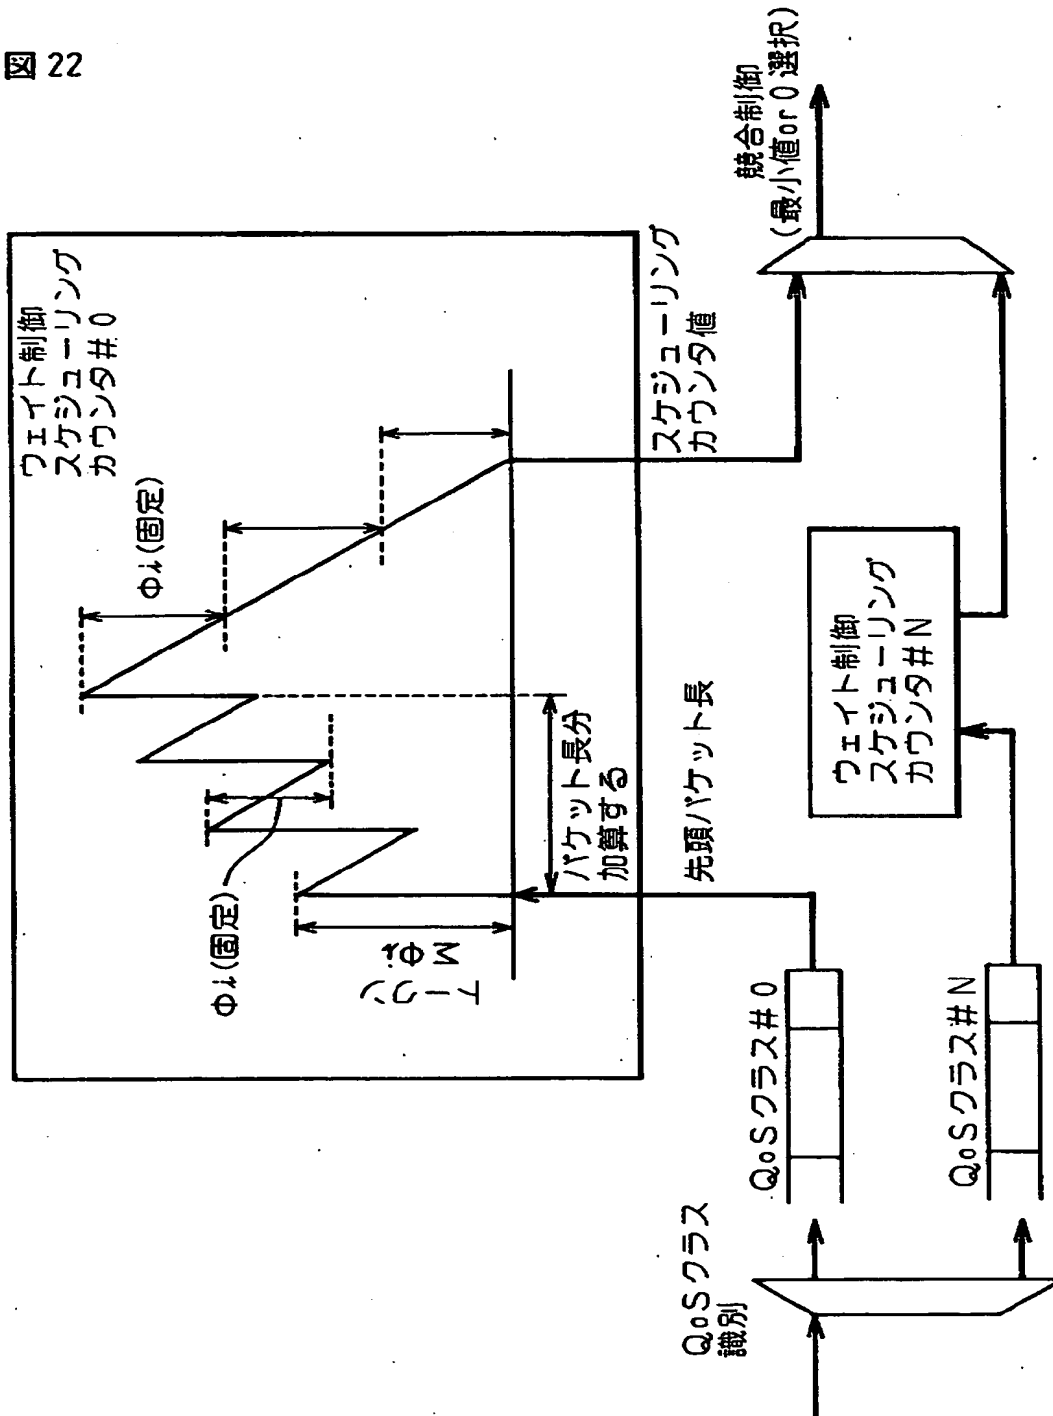 図 22
ウェイト制御
スケジューリング
カウンタ#0
Φi(固定)
Φi(固定)
パケット長分
加算する
スケジューリング
カウンタ値
先頭パケット長
競合制御
(最小値or 0 選択)
ウェイト制御
スケジューリング
カウンタ#N
QoSクラス#0
QoSクラス#N
QoSクラス
識別